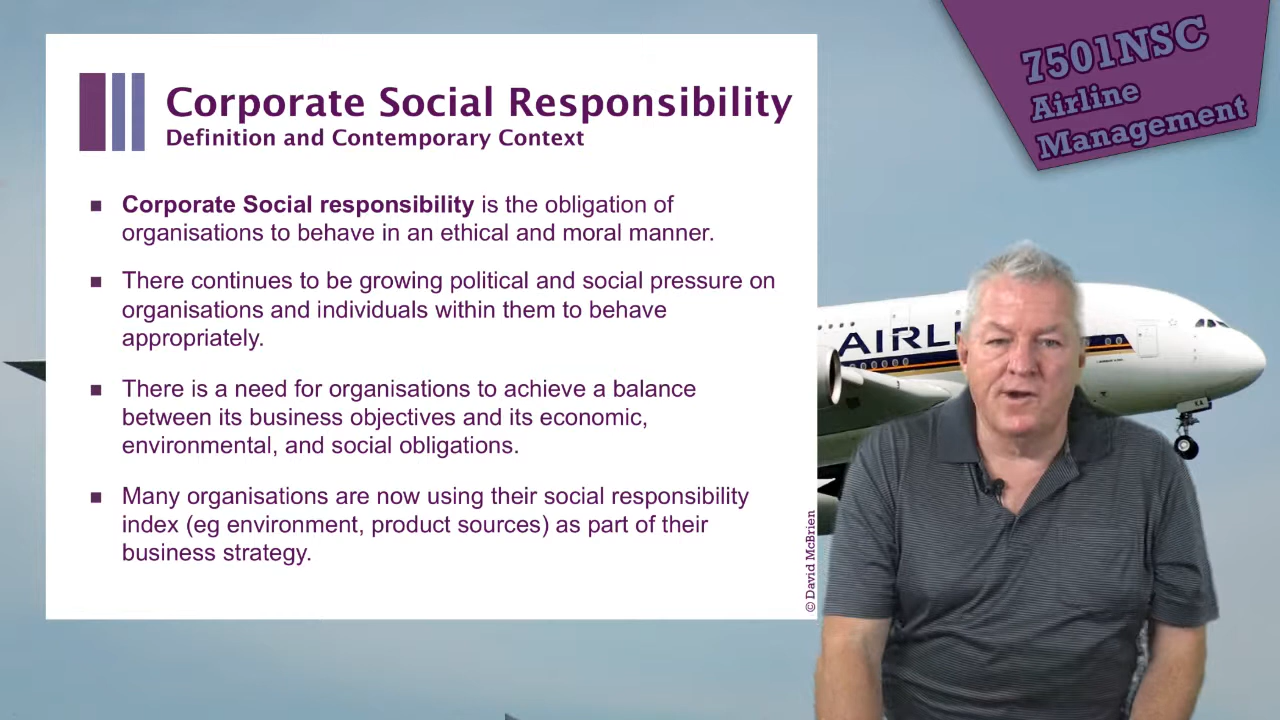 7501NSC
Airline
Management
Corporate Social Responsibility
Definition and Contemporary Context
Corporate Social responsibility is the obligation of
organisations to behave in an ethical and moral manner.
There continues to be growing political and social pressure on
organisations and individuals within them to behave
appropriately.
There is a need for organisations to achieve a balance
between its business objectives and its economic,
environmental, and social obligations.
Many organisations are now using their social responsibility
index (eg environment, product sources) as part of their
business strategy.
©David McBrien
AIRL
KA